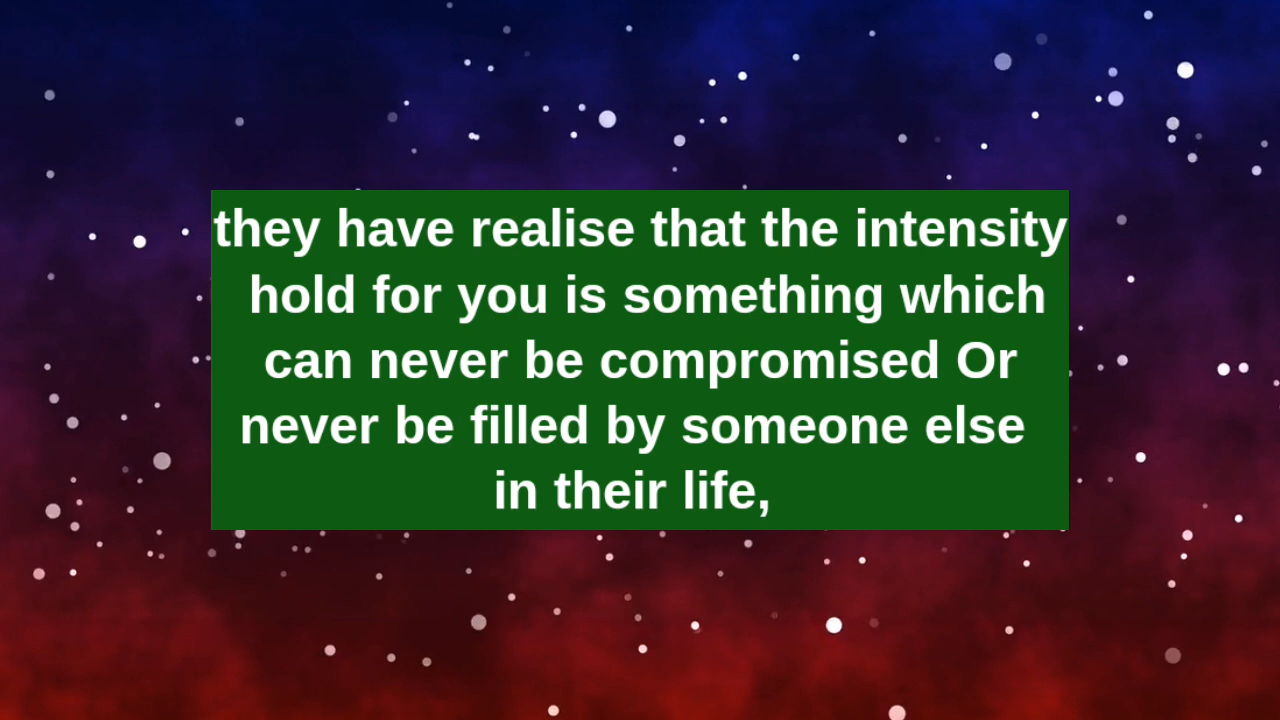 they have realise that the intensity
hold for you is something which
can never be compromised Or
never be filled by someone else
in their life,